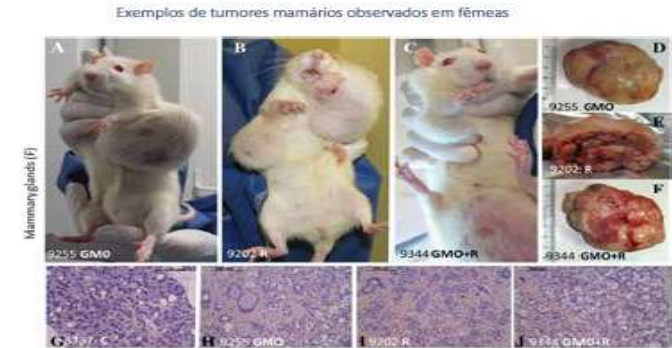 Exemplos de tumores mamários observados em fêmeas
Mammary glands (F)
A
B
C
D
E
F
9255 GMO
9202 R
9344 GMO+R
9255 GMO
9202: R
9344 GMO+R
G
C
H
9255 GMO
I
9202 R
J
9344 GMO+R